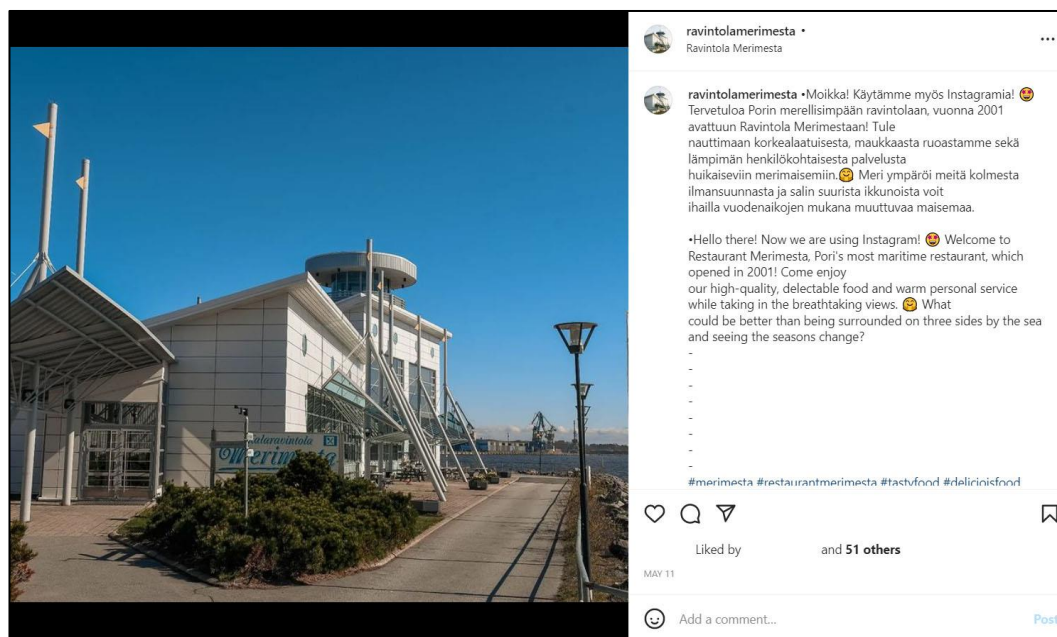 ravintolamerimesta •
Ravintola Merimesta
ravintolamerimesta •Moikka! Käytämme myös Instagramia! 🤩
Tervetuloa Porin merellisimpään ravintolaan, vuonna 2001
avattuun Ravintola Merimestaan! Tule
nauttimaan korkealaatuisesta, maukkaasta ruoastamme sekä
lämpimän henkilökohtaisesta palvelusta
huikaiseviin merimaisemiin.🤗 Meri ympäröi meitä kolmesta
ilmansuunnasta ja salin suurista ikkunoista voit
ihailla vuodenaikojen mukana muuttuvaa maisemaa.
•Hello there! Now we are using Instagram! 🤩 Welcome to
Restaurant Merimesta, Pori's most maritime restaurant, which
opened in 2001! Come enjoy
our high-quality, delectable food and warm personal service
while taking in the breathtaking views. 🤗 What
could be better than being surrounded on three sides by the sea
and seeing the seasons change?
-
-
-
-
-
-
-
-
#merimesta #restaurantmerimesta #tastyfood #deliciojsfood
Liked by and 51 others
MAY 11
Add a comment...
Post
alaravintola
Merimesta